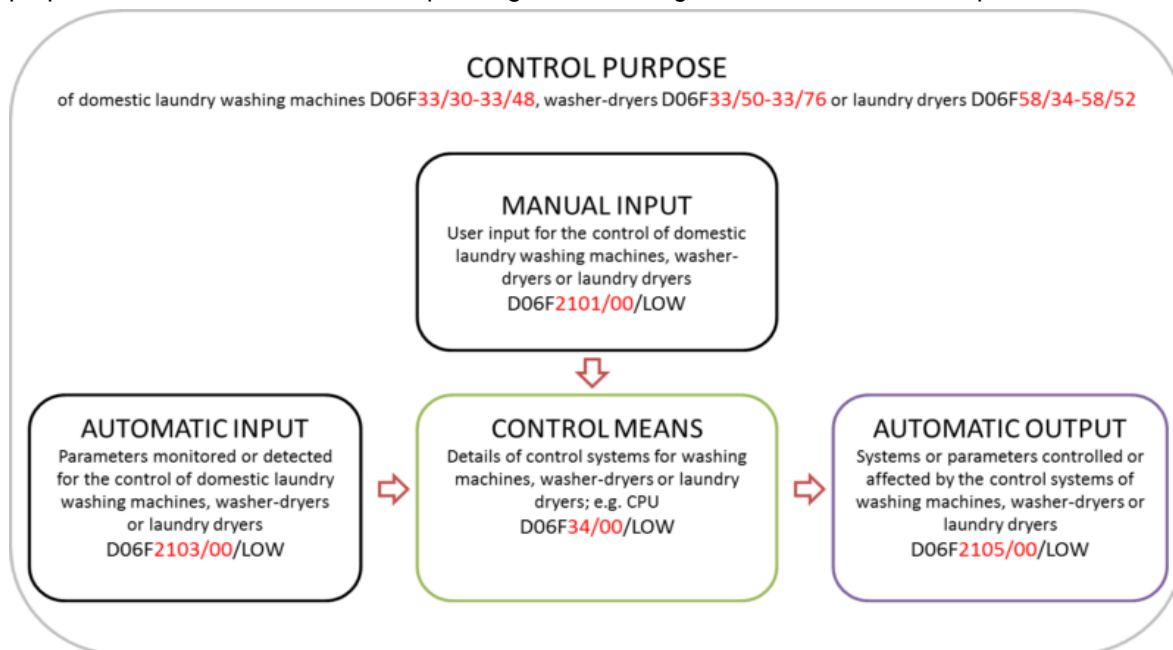 CONTROL PURPOSE
of domestic laundry washing machines D06F33/30-33/48, washer-dryers D06F33/50-33/76 or laundry dryers D06F58/34-58/52
MANUAL INPUT
User input for the control of domestic
laundry washing machines, washer-
dryers or laundry dryers
D06F2101/00/LOW
AUTOMATIC INPUT
Parameters monitored or detected
for the control of domestic laundry
washing machines, washer-dryers
or laundry dryers
D06F2103/00/LOW
CONTROL MEANS
Details of control systems for washing
machines, washer-dryers or laundry
dryers; e.g. CPU
D06F34/00/LOW
AUTOMATIC OUTPUT
Systems or parameters controlled or
affected by the control systems of
washing machines, washer-dryers or
laundry dryers
D06F2105/00/LOW